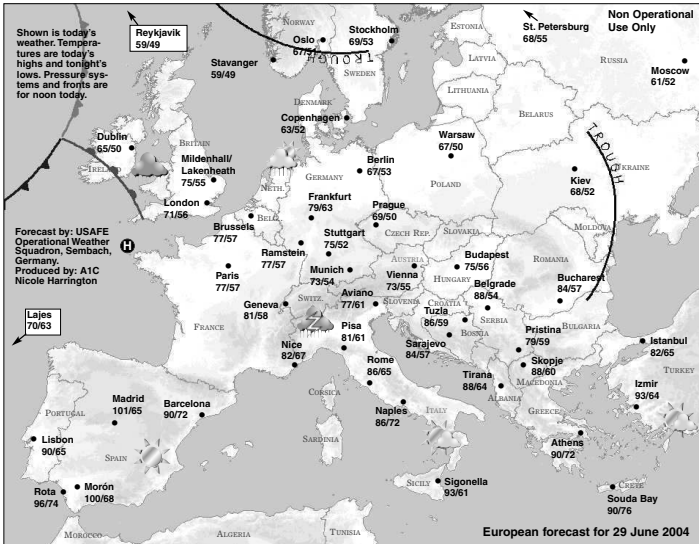 Shown is today's
weather. Tempera-
tures are today's
highs and tonight's
lows. Pressure sys-
tems and fronts are
for noon today.
Reykjavik
59/49
NORWAY
Oslo
67/51
Stockholm
69/53
TROUGH
SWEDEN
Stavanger
59/49
ESTONIA
St. Petersburg
68/55
Non Operational
Use Only
RUSSIA
LATVIA
Moscow
61/52
LITHUANIA
DENMARK
Copenhagen
63/52
BELARUS
Dublin
65/50
IRELAND
BRITAIN
Mildenhall/
Lakenheath
75/55
London
71/56
NETH.
GERMANY
Berlin
67/53
Warsaw
67/50
POLAND
TROUGH
UKRAINE
Kiev
68/52
Frankfurt
79/63
Prague
69/50
Brussels
77/57
BELG.
CZECH REP.
SLOVAKIA
MOLDOVA
Forecast by: USAFE
Operational Weather
Squadron, Sembach,
Germany.
Produced by: A1C
Nicole Harrington
H
Ramstein
77/57
Stuttgart
75/52
Paris
77/57
Munich
73/54
AUSTRIA
Vienna
73/55
Budapest
75/56
HUNGARY
ROMANIA
Bucharest
84/57
Lajes
70/63
Geneva
81/58
SWITZ.
Aviano
77/61
SLOVENIA
CROATIA
Belgrade
88/54
SERBIA
FRANCE
Tuzla
86/59
BOSNIA
Sarajevo
84/57
Pristina
79/59
BULGARIA
Pisa
81/61
Nice
82/67
Rome
86/65
Skopje
88/60
MACEDONIA
Istanbul
82/65
TURKEY
Tirana
88/64
ALBANIA
Izmir
93/64
CORSICA
ITALY
Naples
86/72
GREECE
Madrid
101/65
Barcelona
90/72
PORTUGAL
SARDINIA
Lisbon
90/65
SPAIN
Athens
90/72
Rota
96/74
Morón
100/68
SICILY
Sigonella
93/61
CRETE
Souda Bay
90/76
MOROCCO
ALGERIA
TUNISIA
European forecast for 29 June 2004